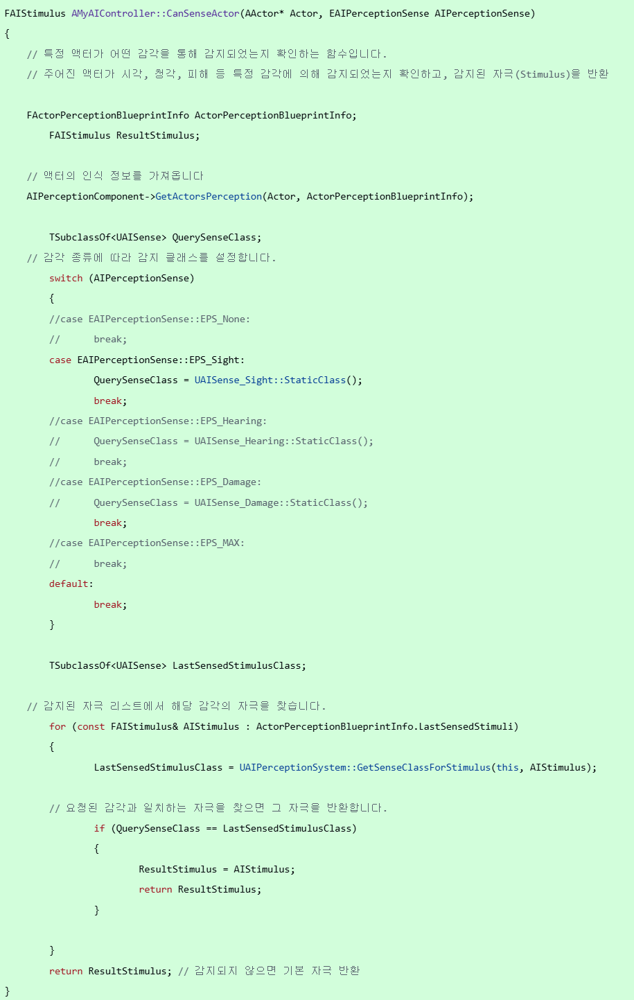 FAIStimulus AMyAIController::CanSenseActor(AActor* Actor, EAIPerceptionSense AIPerceptionSense)
{
// 특정 액터가 어떤 감각을 통해 감지되었는지 확인하는 함수입니다.
// 주어진 액터가 시각, 청각, 피해 등 특정 감각에 의해 감지되었는지 확인하고, 감지된 자극(Stimulus)을 반환
FActorPerceptionBlueprintInfo ActorPerceptionBlueprintInfo;
FAIStimulus ResultStimulus;
// 액터의 인식 정보를 가져옵니다
AIPerceptionComponent->GetActorsPerception(Actor, ActorPerceptionBlueprintInfo);
TSubclassOf<UAISense> QuerySenseClass;
// 감각 종류에 따라 감지 클래스를 설정합니다.
switch (AIPerceptionSense)
{
//case EAIPerceptionSense::EPS_None:
//      break;
case EAIPerceptionSense::EPS_Sight:
QuerySenseClass = UAISense_Sight::StaticClass();
break;
//case EAIPerceptionSense::EPS_Hearing:
//      QuerySenseClass = UAISense_Hearing::StaticClass();
//      break;
//case EAIPerceptionSense::EPS_Damage:
//      QuerySenseClass = UAISense_Damage::StaticClass();
break;
//case EAIPerceptionSense::EPS_MAX:
//      break;
default:
break;
}
TSubclassOf<UAISense> LastSensedStimulusClass;
// 감지된 자극 리스트에서 해당 감각의 자극을 찾습니다.
for (const FAIStimulus& AIStimulus : ActorPerceptionBlueprintInfo.LastSensedStimuli)
{
LastSensedStimulusClass = UAIPerceptionSystem::GetSenseClassForStimulus(this, AIStimulus);
// 요청된 감각과 일치하는 자극을 찾으면 그 자극을 반환합니다.
if (QuerySenseClass == LastSensedStimulusClass)
{
ResultStimulus = AIStimulus;
return ResultStimulus;
}
}
return ResultStimulus; // 감지되지 않으면 기본 자극 반환
}